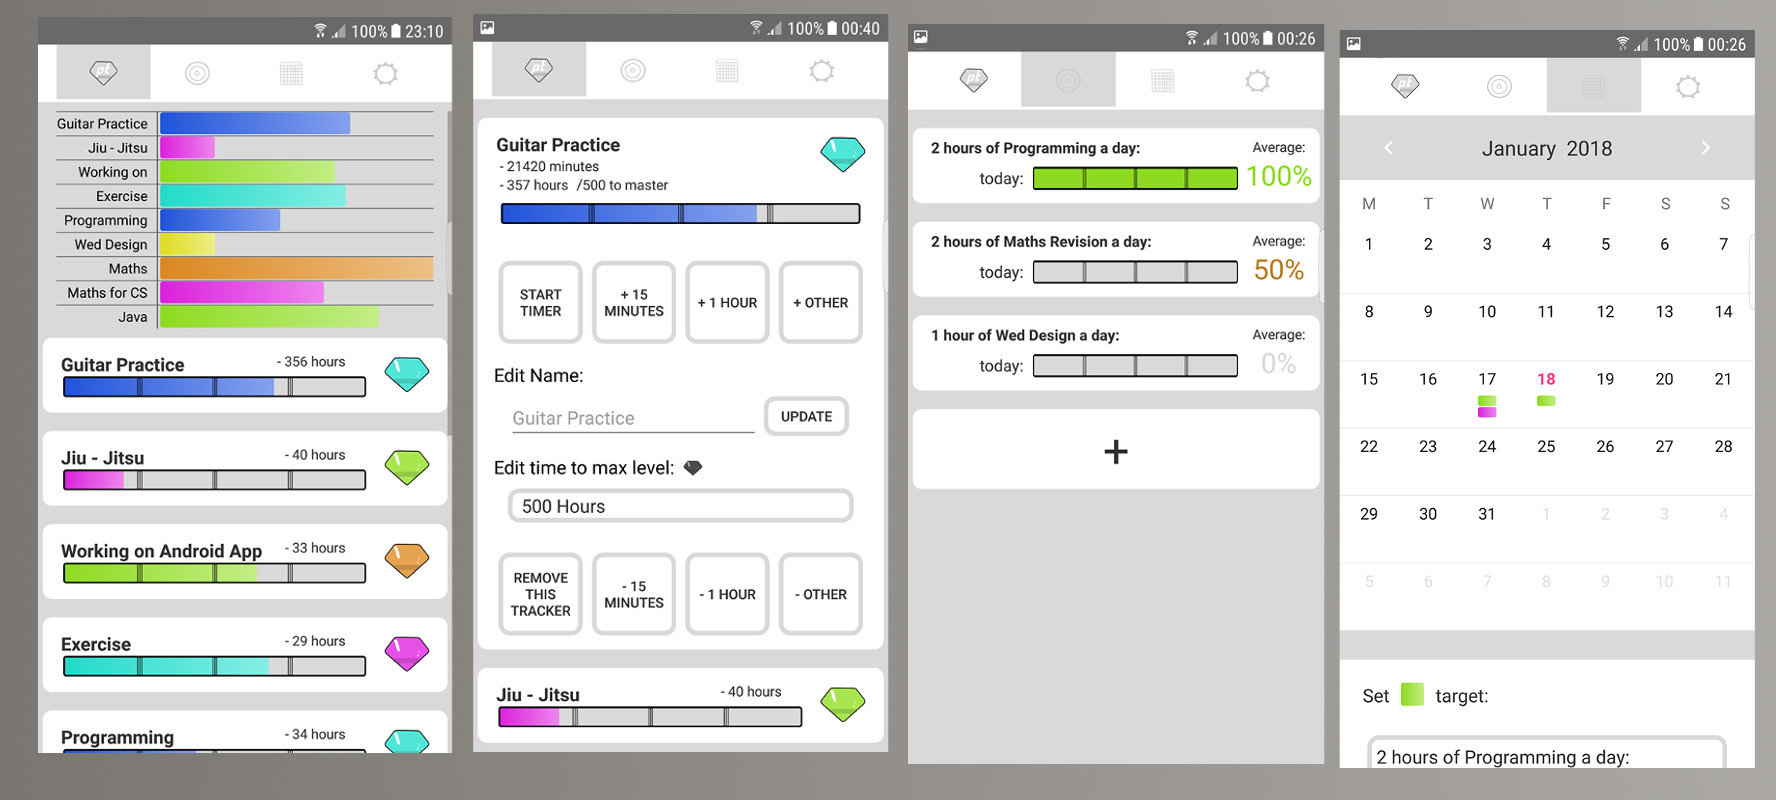 100% 23:10
pt
Guitar Practice
Jiu - Jitsu
Working on
Exercise
Programming
Wed Design
Maths
Maths for CS
Java
Guitar Practice - 356 hours
Jiu - Jitsu - 40 hours
Working on Android App - 33 hours
Exercise - 29 hours
Programming - 34 hours
100% 00:40
pt
Guitar Practice
- 21420 minutes
- 357 hours /500 to master
START TIMER
+ 15 MINUTES
+ 1 HOUR
+ OTHER
Edit Name:
Guitar Practice
UPDATE
Edit time to max level:
500 Hours
REMOVE THIS TRACKER
- 15 MINUTES
- 1 HOUR
- OTHER
Jiu - Jitsu - 40 hours
100% 00:26
pt
2 hours of Programming a day: Average:
today: 100%
2 hours of Maths Revision a day: Average:
today: 50%
1 hour of Wed Design a day: Average:
today: 0%
+
100% 00:26
pt
January 2018
M T W T F S S
1 2 3 4 5 6 7
8 9 10 11 12 13 14
15 16 17 18 19 20 21
22 23 24 25 26 27 28
29 30 31 1 2 3 4
5 6 7 8 9 10 11
Set target:
2 hours of Programming a day: